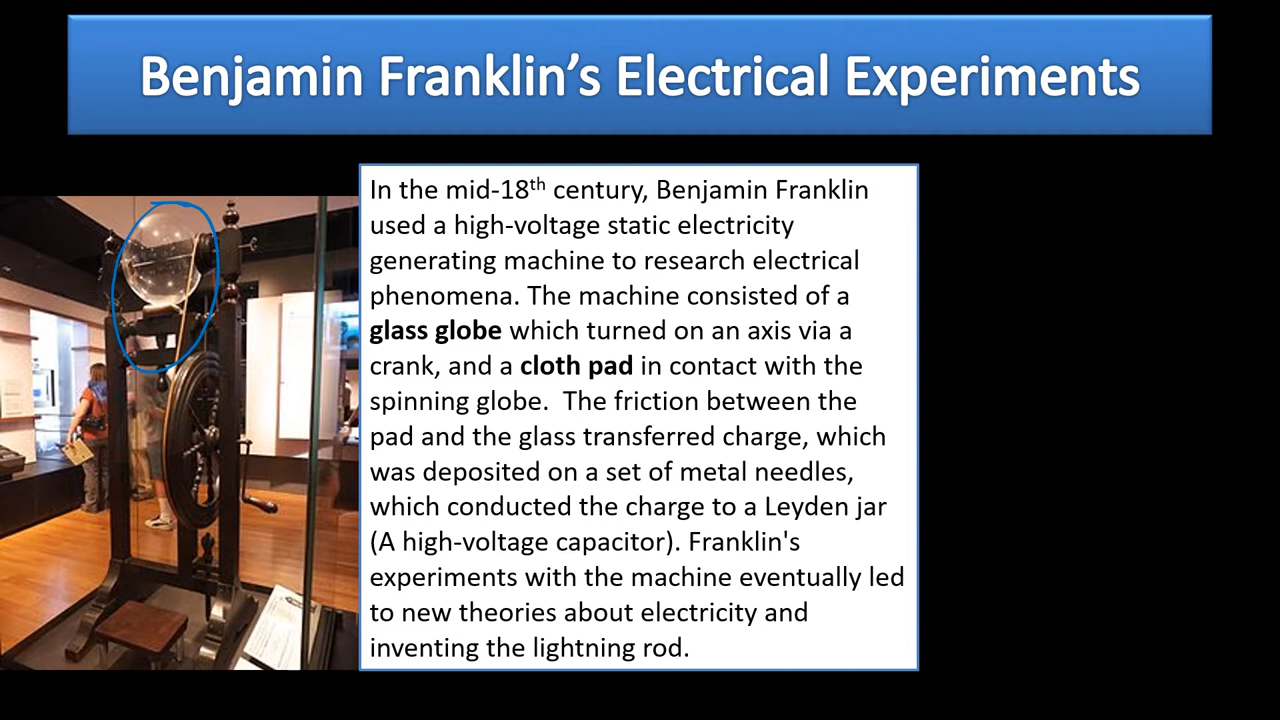 Benjamin Franklin’s Electrical Experiments
In the mid-18th century, Benjamin Franklin
used a high-voltage static electricity
generating machine to research electrical
phenomena. The machine consisted of a
glass globe which turned on an axis via a
crank, and a cloth pad in contact with the
spinning globe.  The friction between the
pad and the glass transferred charge, which
was deposited on a set of metal needles,
which conducted the charge to a Leyden jar
(A high-voltage capacitor). Franklin's
experiments with the machine eventually led
to new theories about electricity and
inventing the lightning rod.